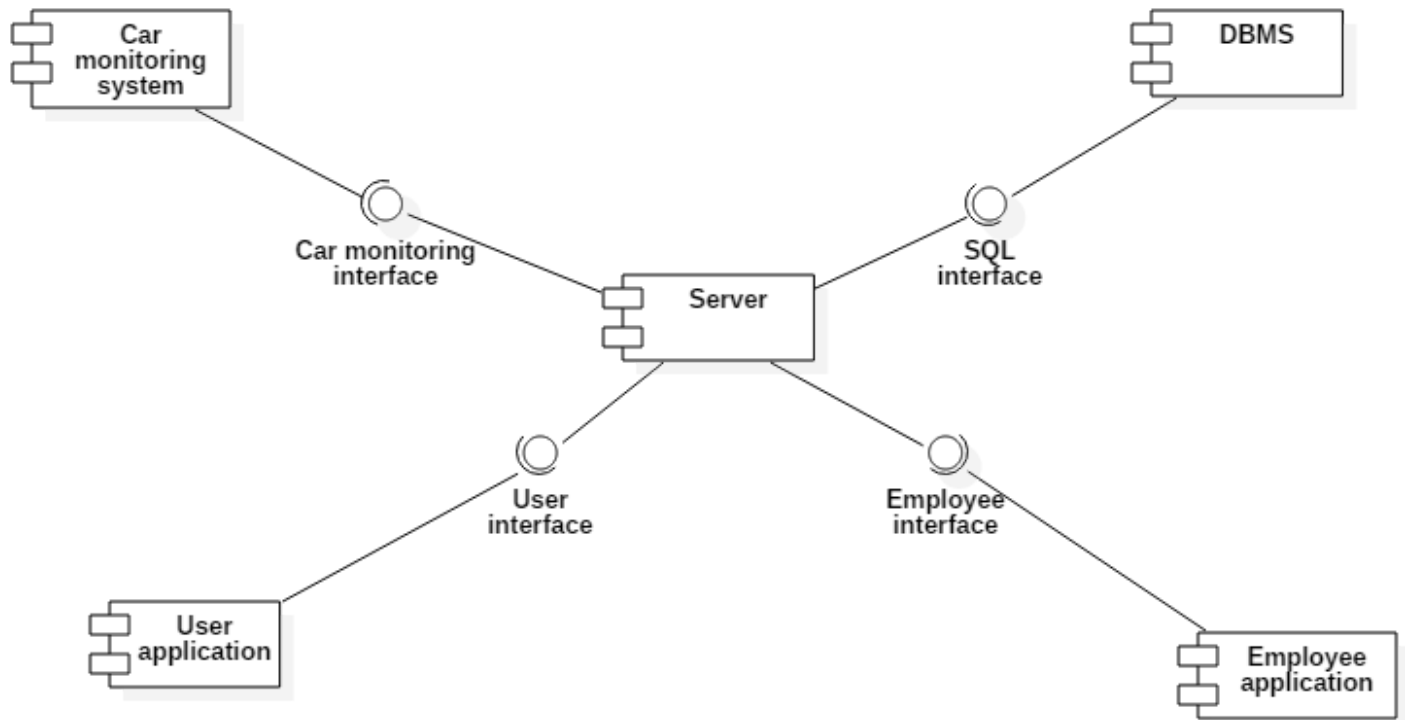 Car
monitoring
system
DBMS
Car monitoring
interface
SQL
interface
Server
User
interface
Employee
interface
User
application
Employee
application